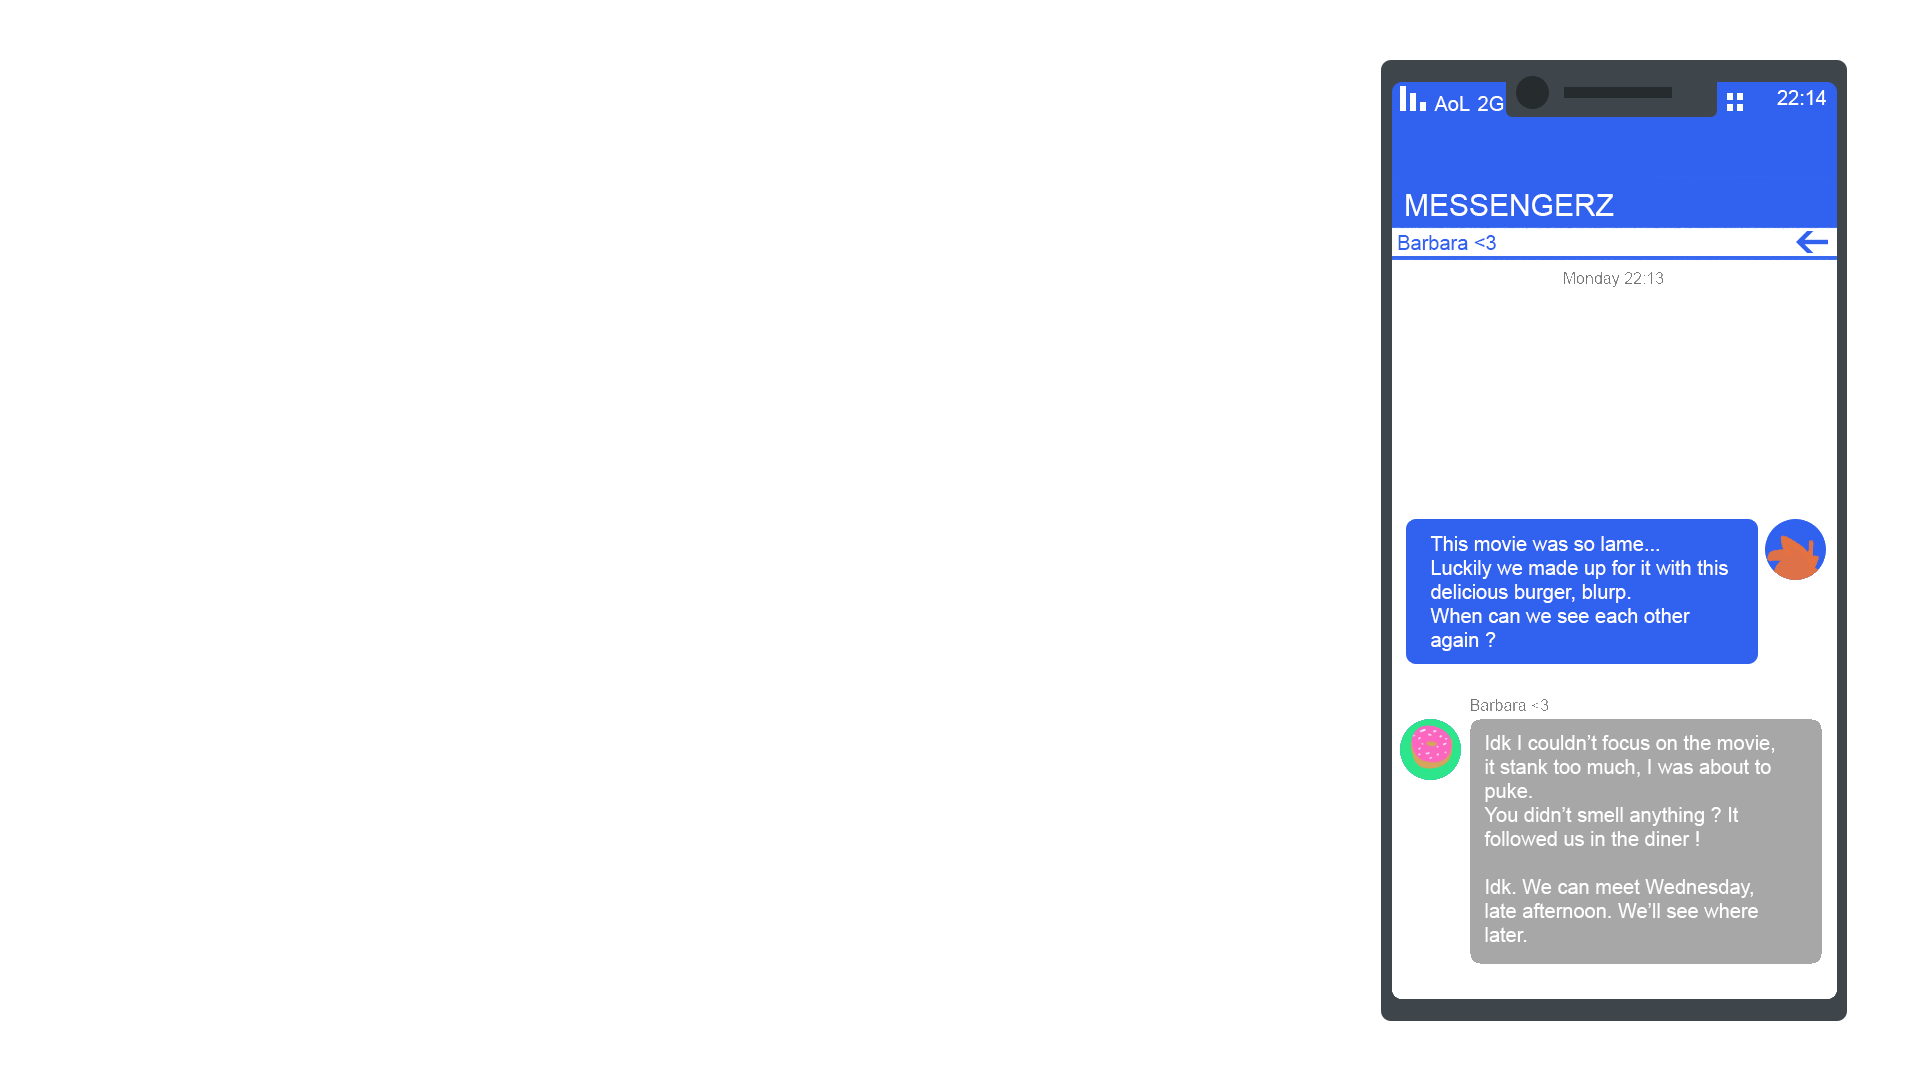 AoL 2G
22:14
MESSENGERZ
Barbara <3
Monday 22:13
This movie was so lame...
Luckily we made up for it with this
delicious burger, blurp.
When can we see each other
again ?
Barbara <3
Idk I couldn't focus on the movie,
it stank too much, I was about to
puke.
You didn't smell anything ? It
followed us in the diner !
Idk. We can meet Wednesday,
late afternoon. We'll see where
later.